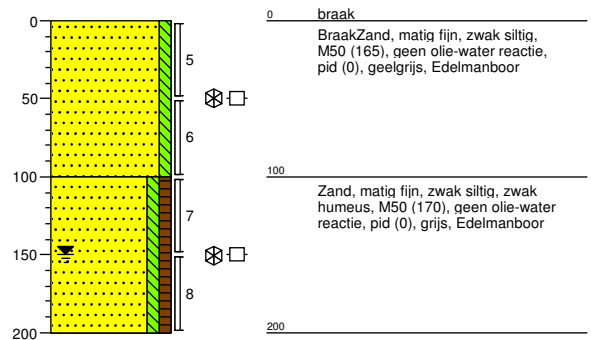 0
50
100
150
200
5
6
7
8
0
braak
BraakZand, matig fijn, zwak siltig,
M50 (165), geen olie-water reactie,
pid (0), geelgrijs, Edelmanboor
100
Zand, matig fijn, zwak siltig, zwak
humeus, M50 (170), geen olie-water
reactie, pid (0), grijs, Edelmanboor
200